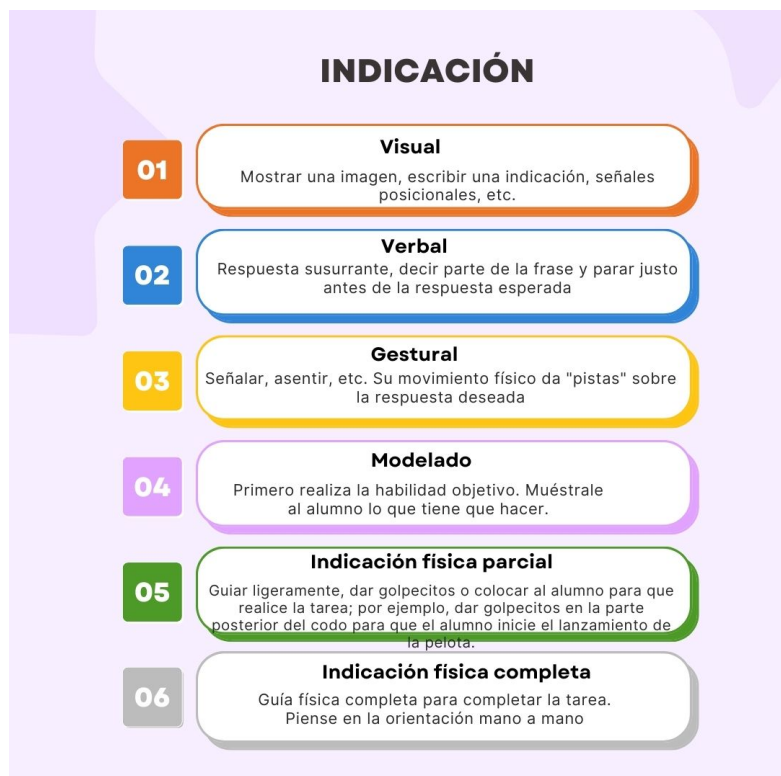 INDICACIÓN
01
Visual
Mostrar una imagen, escribir una indicación, señales
posicionales, etc.
02
Verbal
Respuesta susurrante, decir parte de la frase y parar justo
antes de la respuesta esperada
03
Gestural
Señalar, asentir, etc. Su movimiento físico da "pistas" sobre
la respuesta deseada
04
Modelado
Primero realiza la habilidad objetivo. Muéstrale
al alumno lo que tiene que hacer.
05
Indicación física parcial
Guiar ligeramente, dar golpecitos o colocar al alumno para que
realice la tarea; por ejemplo, dar golpecitos en la parte
posterior del codo para que el alumno inicie el lanzamiento de
la pelota.
06
Indicación física completa
Guía física completa para completar la tarea.
Piense en la orientación mano a mano